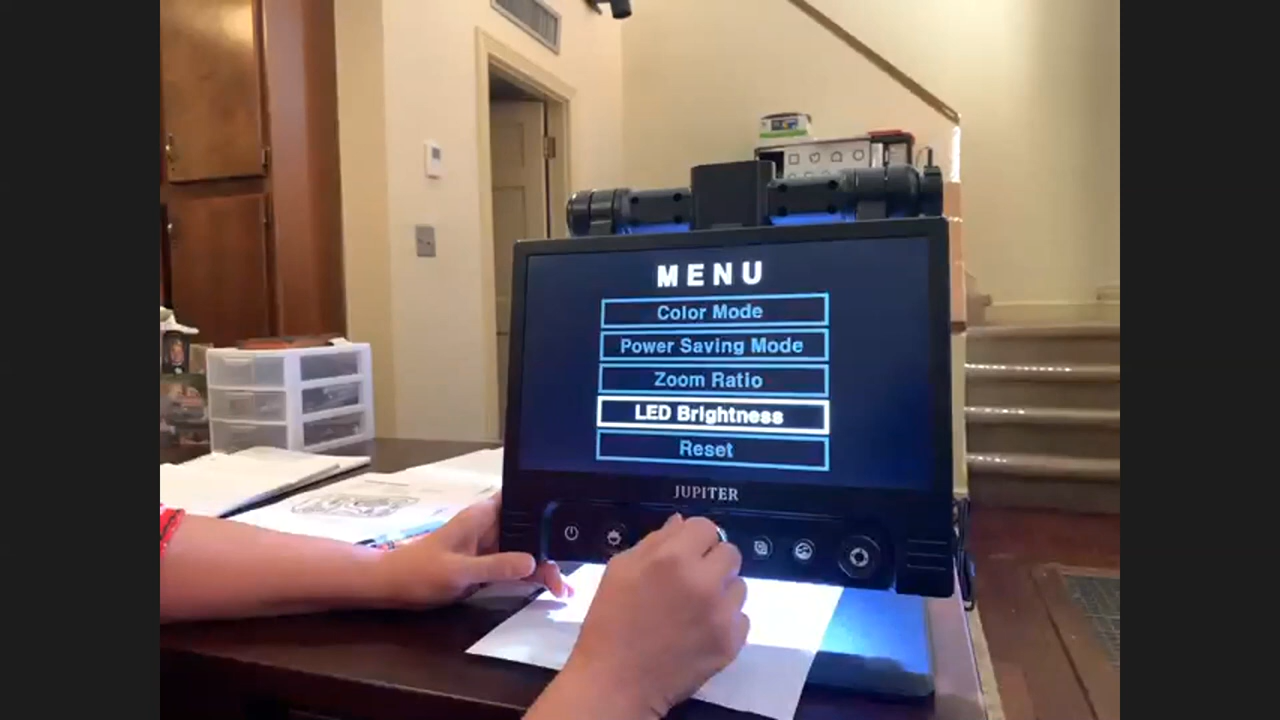 MENU
Color Mode
Power Saving Mode
Zoom Ratio
LED Brightness
Reset
JUPITER